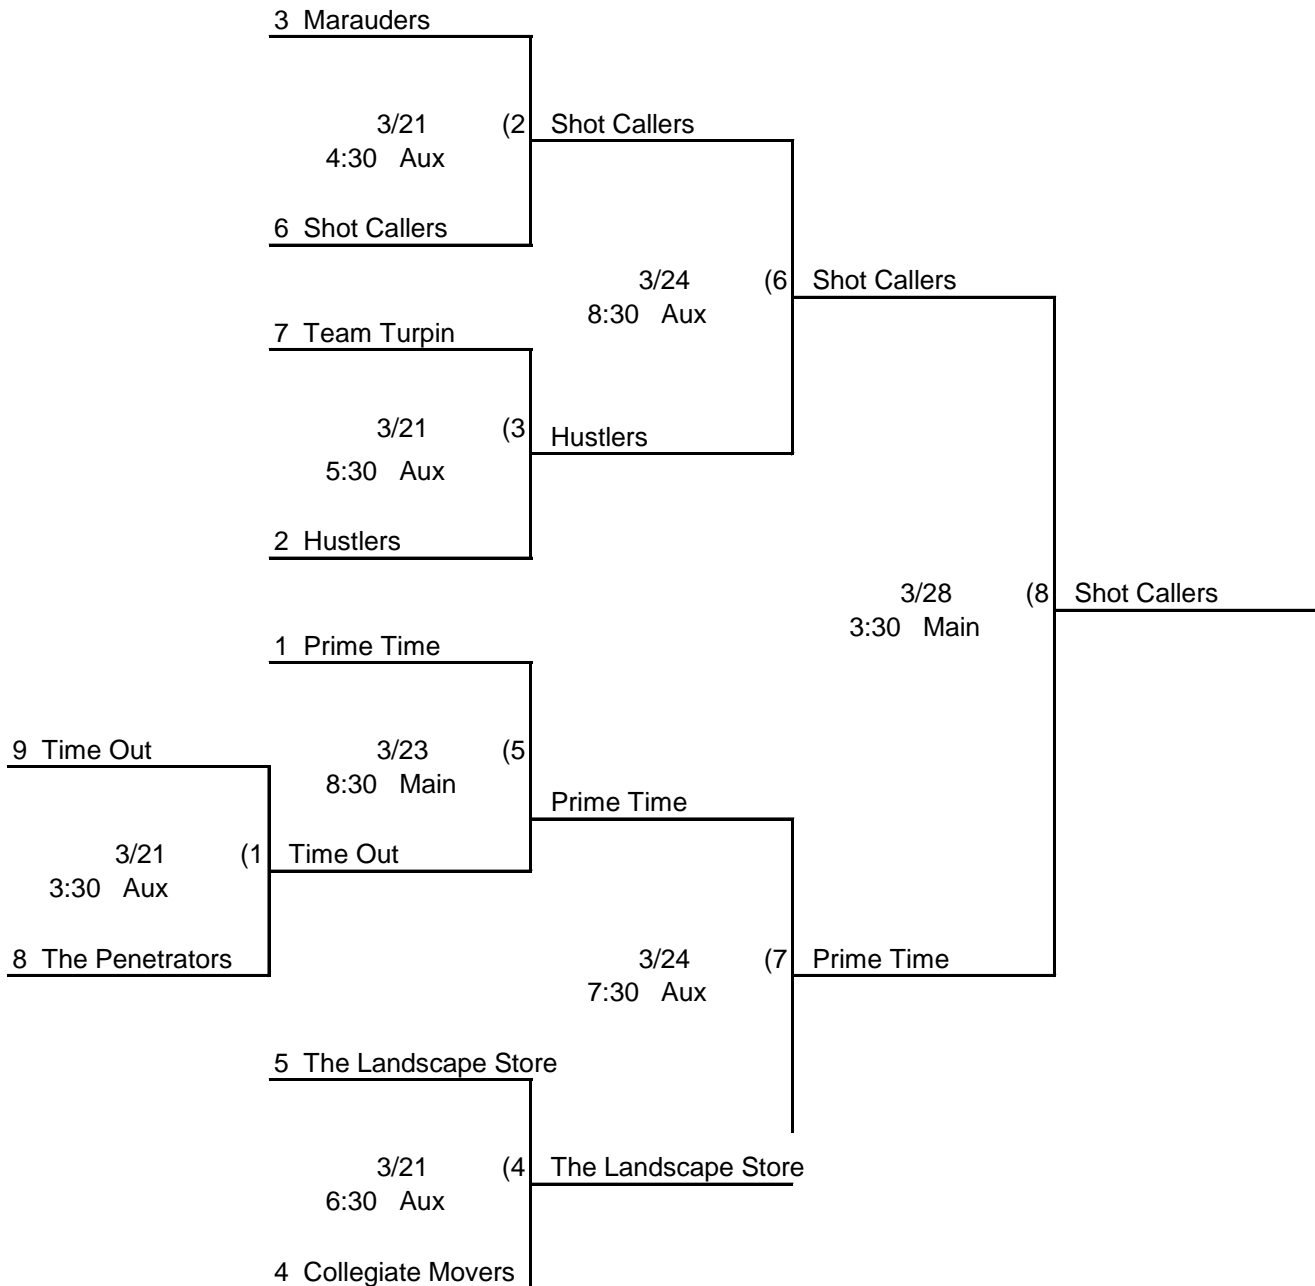 3 Marauders
3/21 (2 Shot Callers
4:30 Aux
6 Shot Callers
3/24 (6 Shot Callers
8:30 Aux
7 Team Turpin
3/21 (3 Hustlers
5:30 Aux
2 Hustlers
3/28 (8 Shot Callers
3:30 Main
1 Prime Time
9 Time Out 3/23 (5
8:30 Main
Prime Time
3/21 (1 Time Out
3:30 Aux
8 The Penetrators 3/24 (7 Prime Time
7:30 Aux
5 The Landscape Store
3/21 (4 The Landscape Store
6:30 Aux
4 Collegiate Movers